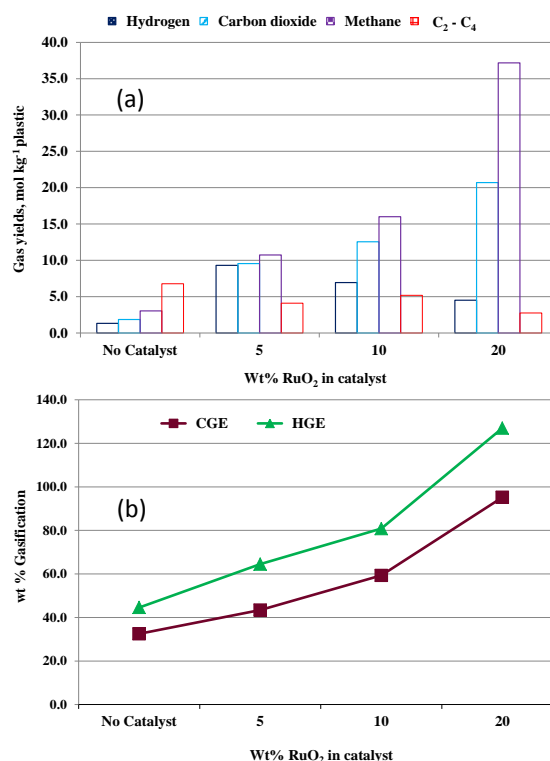 Hydrogen Carbon dioxide Methane C₂ - C₄
(a)
Gas yields, mol kg⁻¹ plastic
40.0
35.0
30.0
25.0
20.0
15.0
10.0
5.0
0.0
No Catalyst 5 10 20
Wt% RuO₂ in catalyst
CGE HGE
(b)
wt % Gasification
140.0
120.0
100.0
80.0
60.0
40.0
20.0
0.0
No Catalyst 5 10 20
Wt% RuO₂ in catalyst